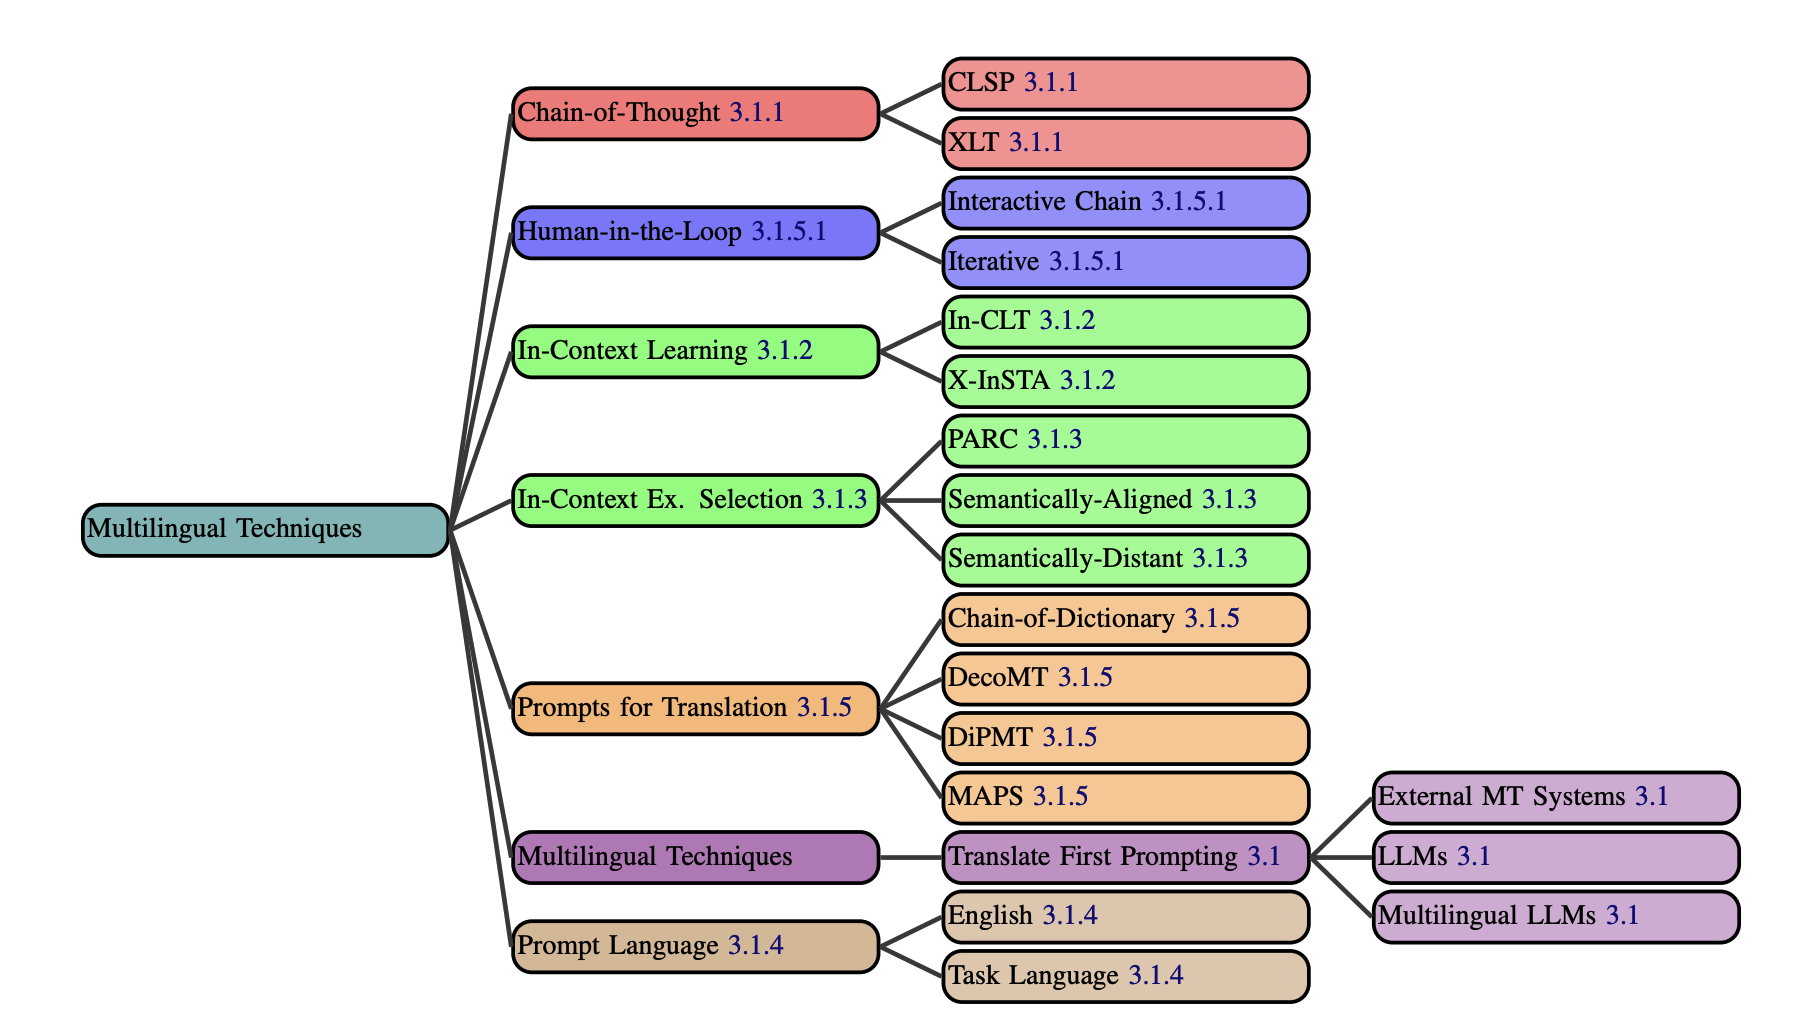 Multilingual Techniques
Chain-of-Thought 3.1.1
CLSP 3.1.1
XLT 3.1.1
Human-in-the-Loop 3.1.5.1
Interactive Chain 3.1.5.1
Iterative 3.1.5.1
In-Context Learning 3.1.2
In-CLT 3.1.2
X-InSTA 3.1.2
In-Context Ex. Selection 3.1.3
PARC 3.1.3
Semantically-Aligned 3.1.3
Semantically-Distant 3.1.3
Prompts for Translation 3.1.5
Chain-of-Dictionary 3.1.5
DecoMT 3.1.5
DiPMT 3.1.5
MAPS 3.1.5
Multilingual Techniques
Translate First Prompting 3.1
External MT Systems 3.1
LLMs 3.1
Multilingual LLMs 3.1
Prompt Language 3.1.4
English 3.1.4
Task Language 3.1.4